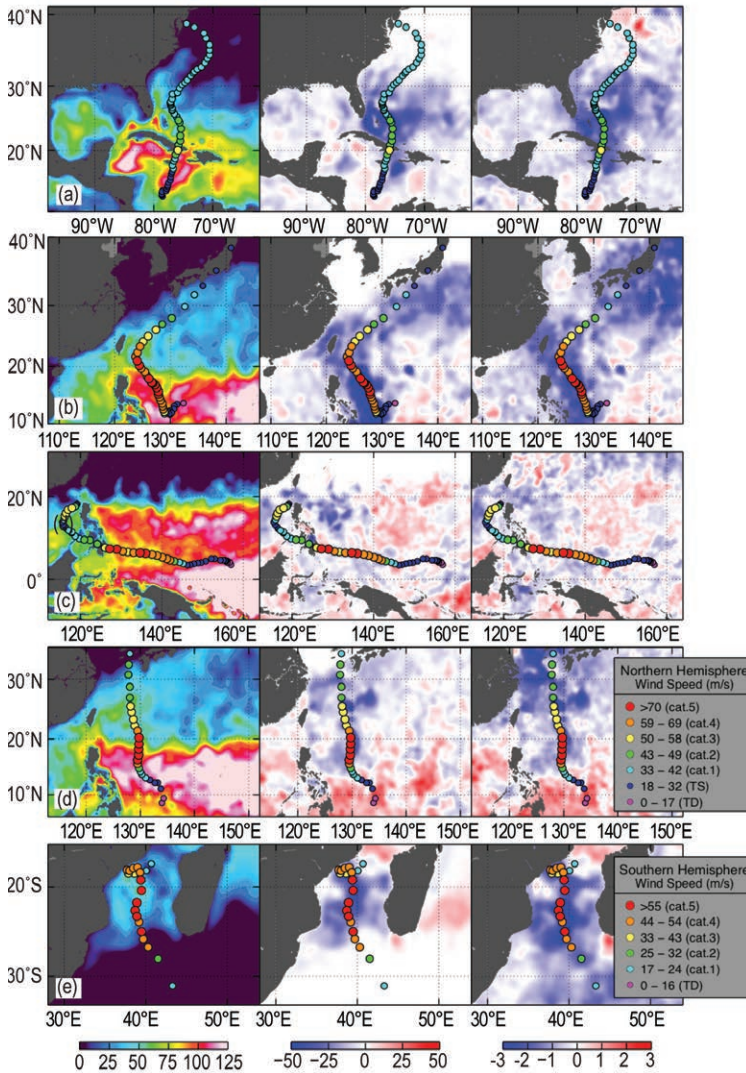 40°N
30°N
20°N
(a)
90°W 80°W 70°W 90°W 80°W 70°W 90°W 80°W 70°W
40°N
30°N
20°N
10°N
(b)
110°E 120°E 130°E 140°E 110°E 120°E 130°E 140°E 110°E 120°E 130°E 140°E
20°N
0°
(c)
120°E 140°E 160°E 120°E 140°E 160°E 120°E 140°E 160°E
30°N
20°N
10°N
(d)
120°E 130°E 140°E 150°E 120°E 130°E 140°E 150°E 120°E 130°E 140°E 150°E
Northern Hemisphere
Wind Speed (m/s)
>70 (cat.5)
59 – 69 (cat.4)
50 – 58 (cat.3)
43 – 49 (cat.2)
33 – 42 (cat.1)
18 – 32 (TS)
0 – 17 (TD)
20°S
30°S
(e)
30°E 40°E 50°E 30°E 40°E 50°E 30°E 40°E 50°E
Southern Hemisphere
Wind Speed (m/s)
>55 (cat.5)
44 – 54 (cat.4)
33 – 43 (cat.3)
25 – 32 (cat.2)
17 – 24 (cat.1)
0 – 16 (TD)
0 25 50 75 100 125
−50 −25 0 25 50
-3 -2 -1 0 1 2 3